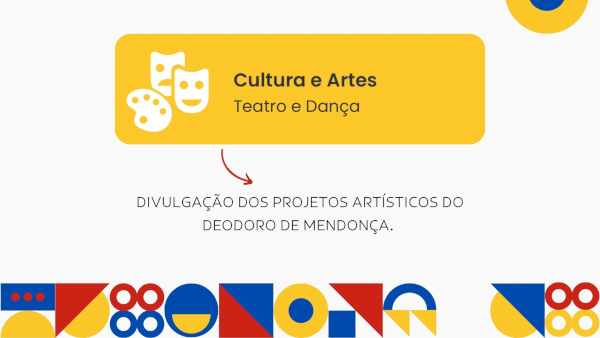 Cultura e Artes
Teatro e Dança
DIVULGAÇÃO DOS PROJETOS ARTÍSTICOS DO
DEODORO DE MENDONÇA.